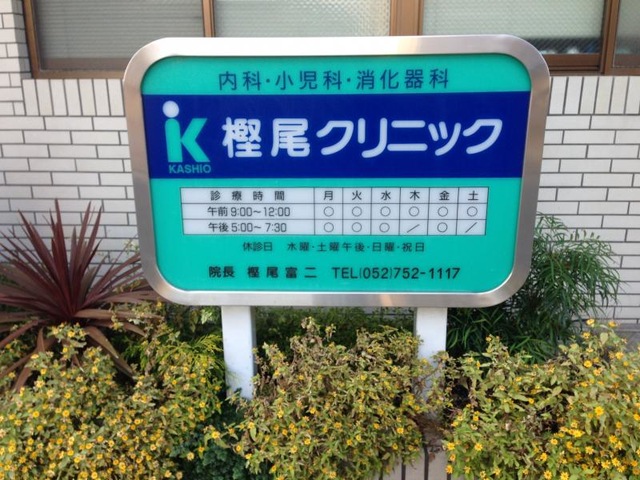 内科・小児科・消化器科
iK 樫尾クリニック
KASHIO
診療時間 月 火 水 木 金 土
午前 9:00〜12:00 ○ ○ ○ ○ ○ ○
午後 5:00〜7:30 ○ ○ ○ / ○ /
休診日 水曜・土曜午後・日曜・祝日
院長 樫尾富二 TEL(052)752-1117